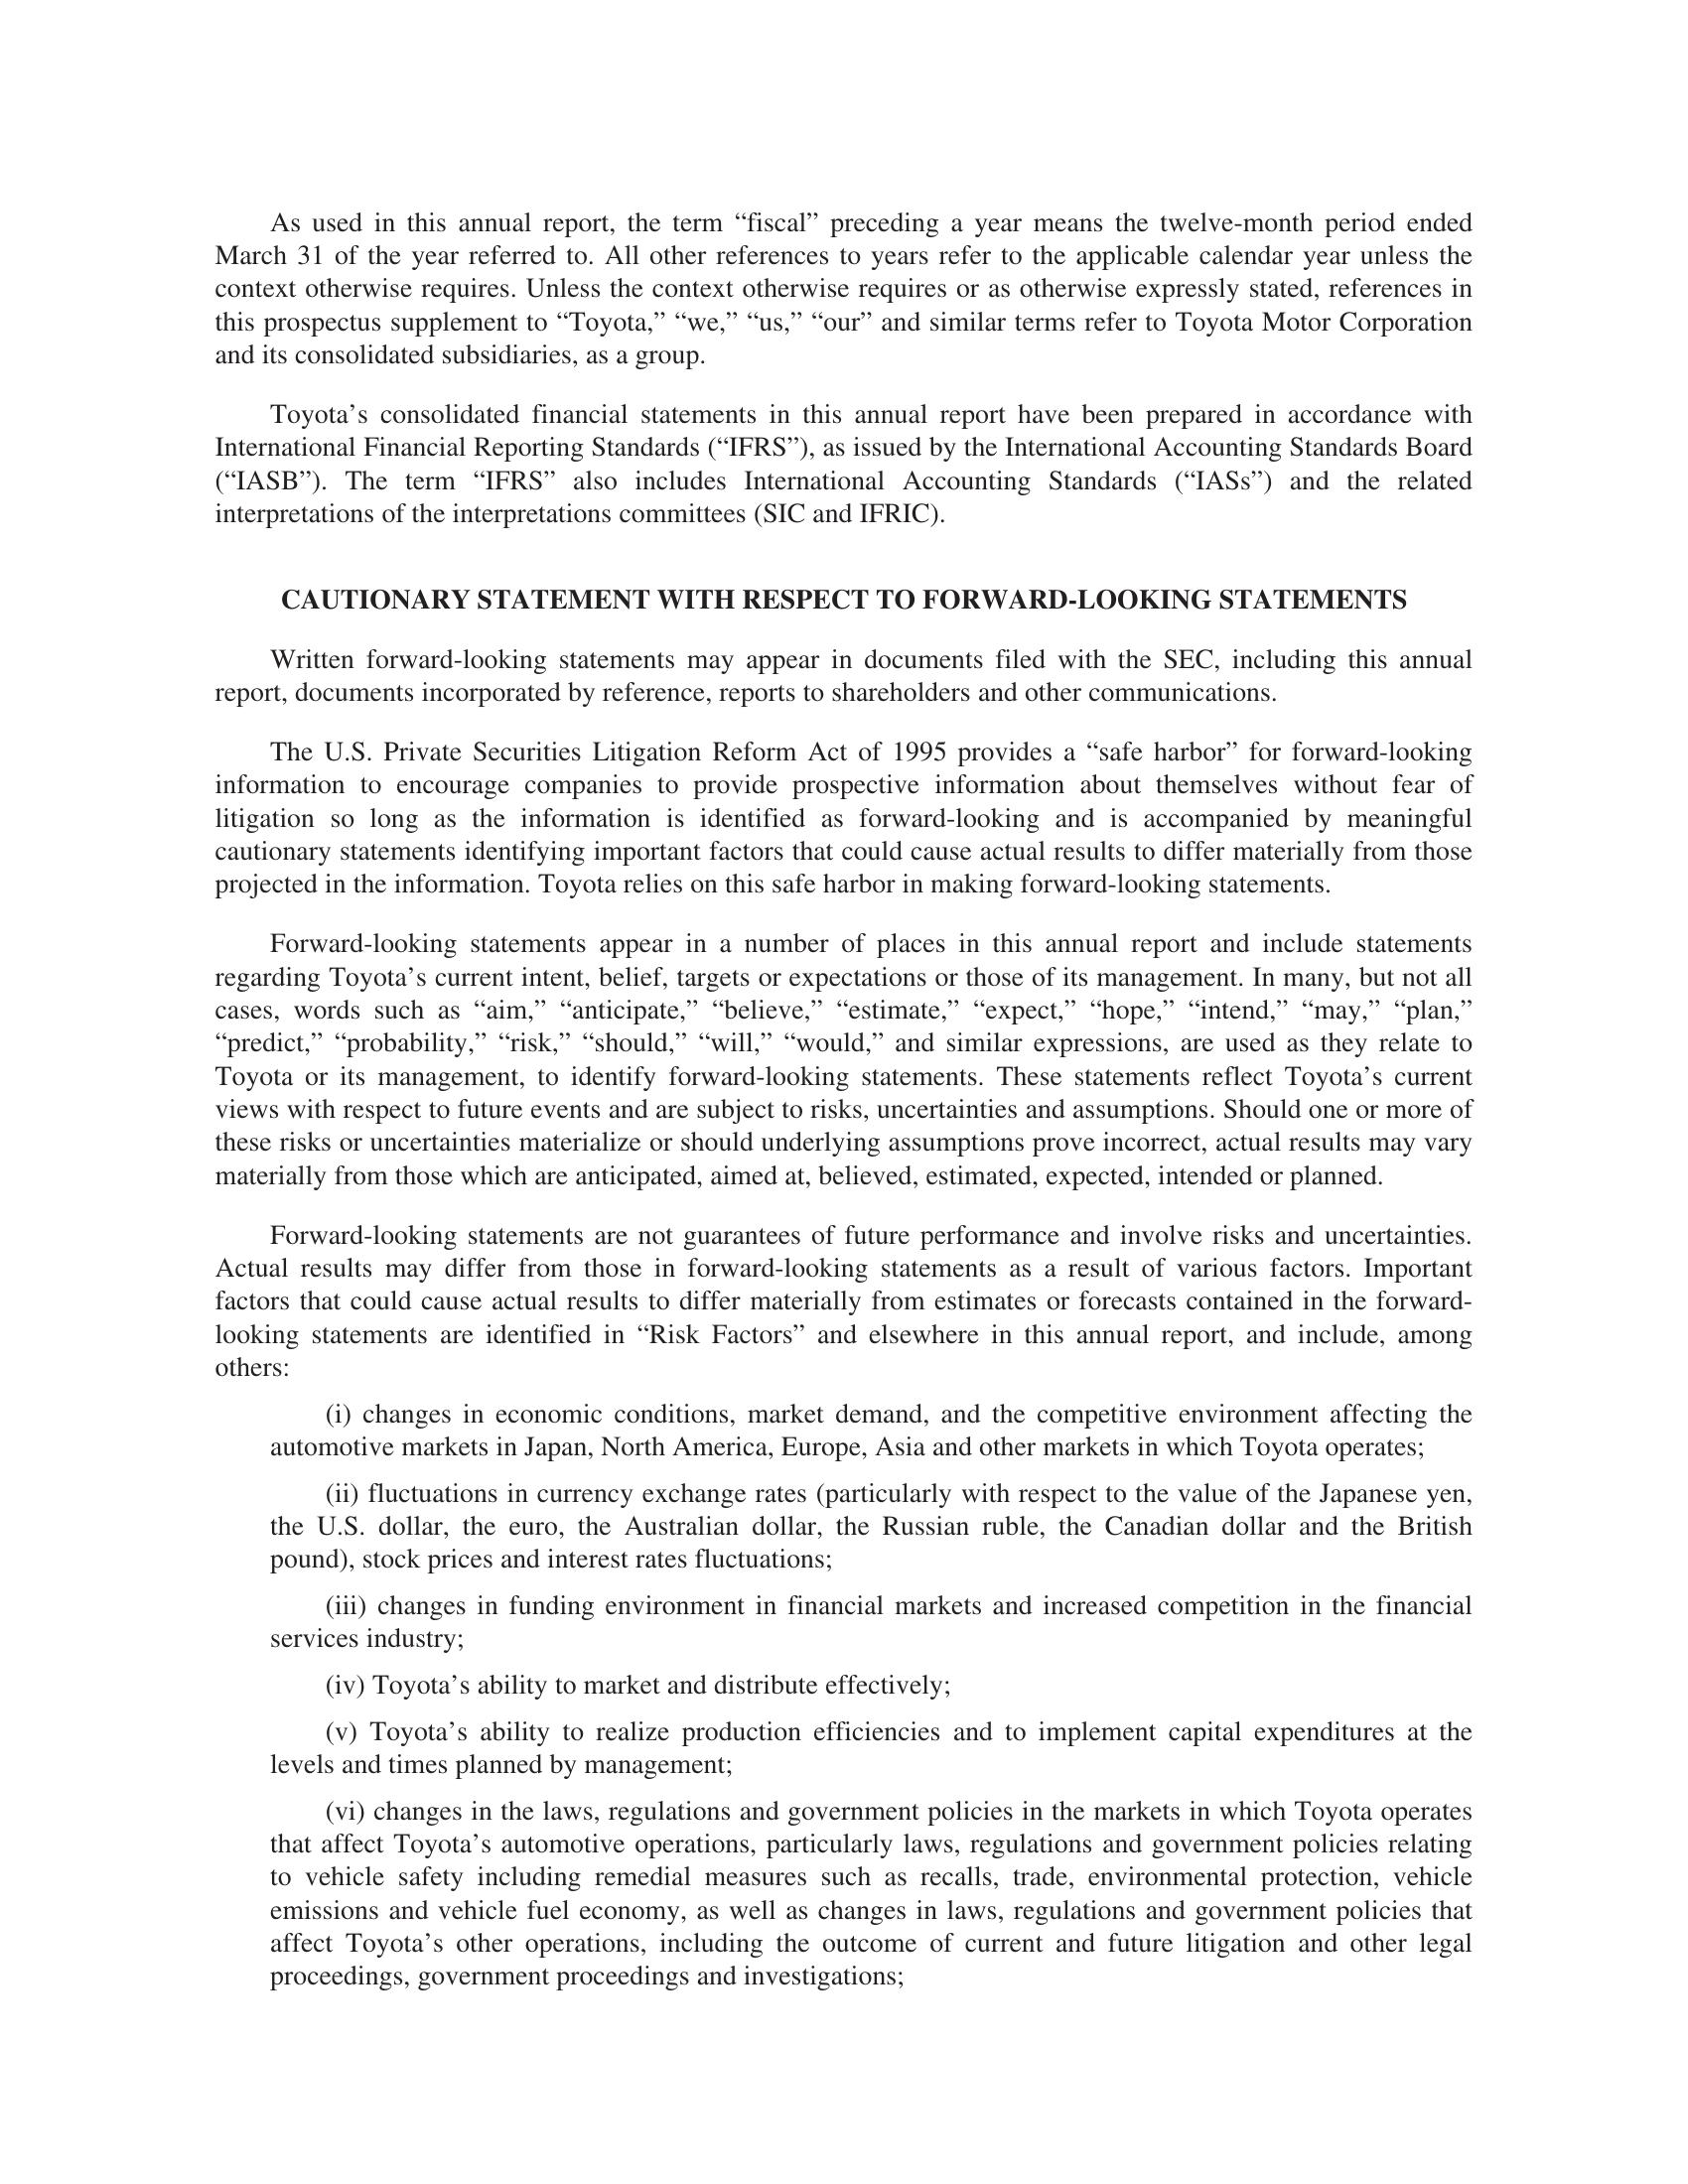 As used in this annual report, the term “fiscal” preceding a year means the twelve-month period ended
March 31 of the year referred to. All other references to years refer to the applicable calendar year unless the
context otherwise requires. Unless the context otherwise requires or as otherwise expressly stated, references in
this prospectus supplement to “Toyota,” “we,” “us,” “our” and similar terms refer to Toyota Motor Corporation
and its consolidated subsidiaries, as a group.
Toyota’s consolidated financial statements in this annual report have been prepared in accordance with
International Financial Reporting Standards (“IFRS”), as issued by the International Accounting Standards Board
(“IASB”). The term “IFRS” also includes International Accounting Standards (“IASs”) and the related
interpretations of the interpretations committees (SIC and IFRIC).
CAUTIONARY STATEMENT WITH RESPECT TO FORWARD-LOOKING STATEMENTS
Written forward-looking statements may appear in documents filed with the SEC, including this annual
report, documents incorporated by reference, reports to shareholders and other communications.
The U.S. Private Securities Litigation Reform Act of 1995 provides a “safe harbor” for forward-looking
information to encourage companies to provide prospective information about themselves without fear of
litigation so long as the information is identified as forward-looking and is accompanied by meaningful
cautionary statements identifying important factors that could cause actual results to differ materially from those
projected in the information. Toyota relies on this safe harbor in making forward-looking statements.
Forward-looking statements appear in a number of places in this annual report and include statements
regarding Toyota’s current intent, belief, targets or expectations or those of its management. In many, but not all
cases, words such as “aim,” “anticipate,” “believe,” “estimate,” “expect,” “hope,” “intend,” “may,” “plan,”
“predict,” “probability,” “risk,” “should,” “will,” “would,” and similar expressions, are used as they relate to
Toyota or its management, to identify forward-looking statements. These statements reflect Toyota’s current
views with respect to future events and are subject to risks, uncertainties and assumptions. Should one or more of
these risks or uncertainties materialize or should underlying assumptions prove incorrect, actual results may vary
materially from those which are anticipated, aimed at, believed, estimated, expected, intended or planned.
Forward-looking statements are not guarantees of future performance and involve risks and uncertainties.
Actual results may differ from those in forward-looking statements as a result of various factors. Important
factors that could cause actual results to differ materially from estimates or forecasts contained in the forward-
looking statements are identified in “Risk Factors” and elsewhere in this annual report, and include, among
others:
(i) changes in economic conditions, market demand, and the competitive environment affecting the
automotive markets in Japan, North America, Europe, Asia and other markets in which Toyota operates;
(ii) fluctuations in currency exchange rates (particularly with respect to the value of the Japanese yen,
the U.S. dollar, the euro, the Australian dollar, the Russian ruble, the Canadian dollar and the British
pound), stock prices and interest rates fluctuations;
(iii) changes in funding environment in financial markets and increased competition in the financial
services industry;
(iv) Toyota’s ability to market and distribute effectively;
(v) Toyota’s ability to realize production efficiencies and to implement capital expenditures at the
levels and times planned by management;
(vi) changes in the laws, regulations and government policies in the markets in which Toyota operates
that affect Toyota’s automotive operations, particularly laws, regulations and government policies relating
to vehicle safety including remedial measures such as recalls, trade, environmental protection, vehicle
emissions and vehicle fuel economy, as well as changes in laws, regulations and government policies that
affect Toyota’s other operations, including the outcome of current and future litigation and other legal
proceedings, government proceedings and investigations;